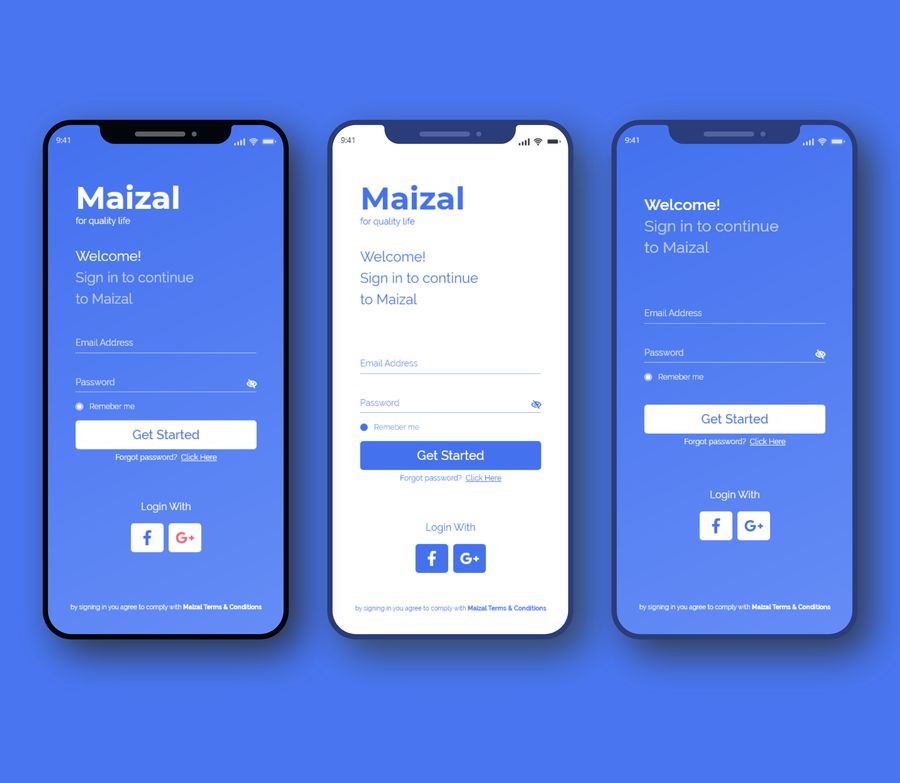 9:41
Maizal
for quality life
Welcome!
Sign in to continue
to Maizal
Email Address
Password
Remeber me
Get Started
Forgot password? Click Here
Login With
f G+
by signing in you agree to comply with Maizal Terms & Conditions
9:41
Maizal
for quality life
Welcome!
Sign in to continue
to Maizal
Email Address
Password
Remeber me
Get Started
Forgot password? Click Here
Login With
f G+
by signing in you agree to comply with Maizal Terms & Conditions
9:41
Welcome!
Sign in to continue
to Maizal
Email Address
Password
Remeber me
Get Started
Forgot password? Click Here
Login With
f G+
by signing in you agree to comply with Maizal Terms & Conditions